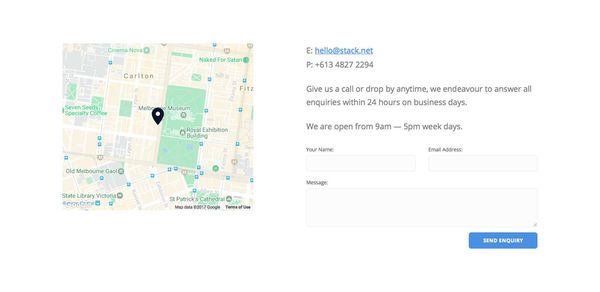 Cinema Nova
Naked For Satan
Carlton
Fitz
Seven Seeds
Specialty Coffee
Melbourne Museum
Royal Exhibition
Building
Old Melbourne Gaol
State Library Victoria
St Patrick's Cathedral
Map data ©2017 Google Terms of Use
E: hello@stack.net
P: +613 4827 2294
Give us a call or drop by anytime, we endeavour to answer all
enquiries within 24 hours on business days.
We are open from 9am — 5pm week days.
Your Name: Email Address:
Message:
SEND ENQUIRY